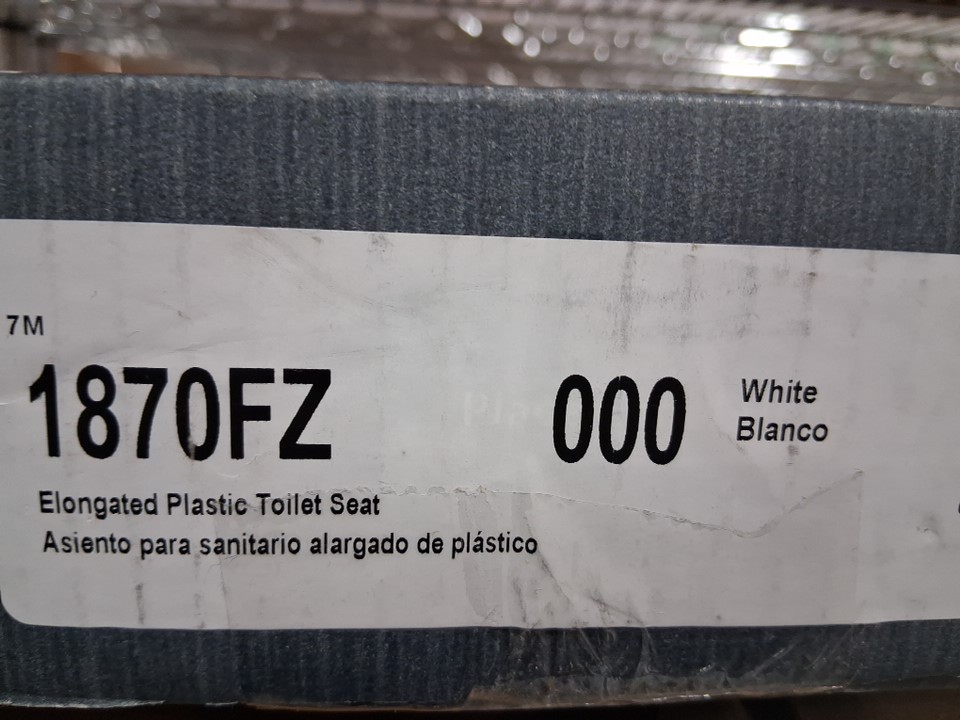 7M
1870FZ 000 White
Blanco
Elongated Plastic Toilet Seat
Asiento para sanitario alargado de plástico